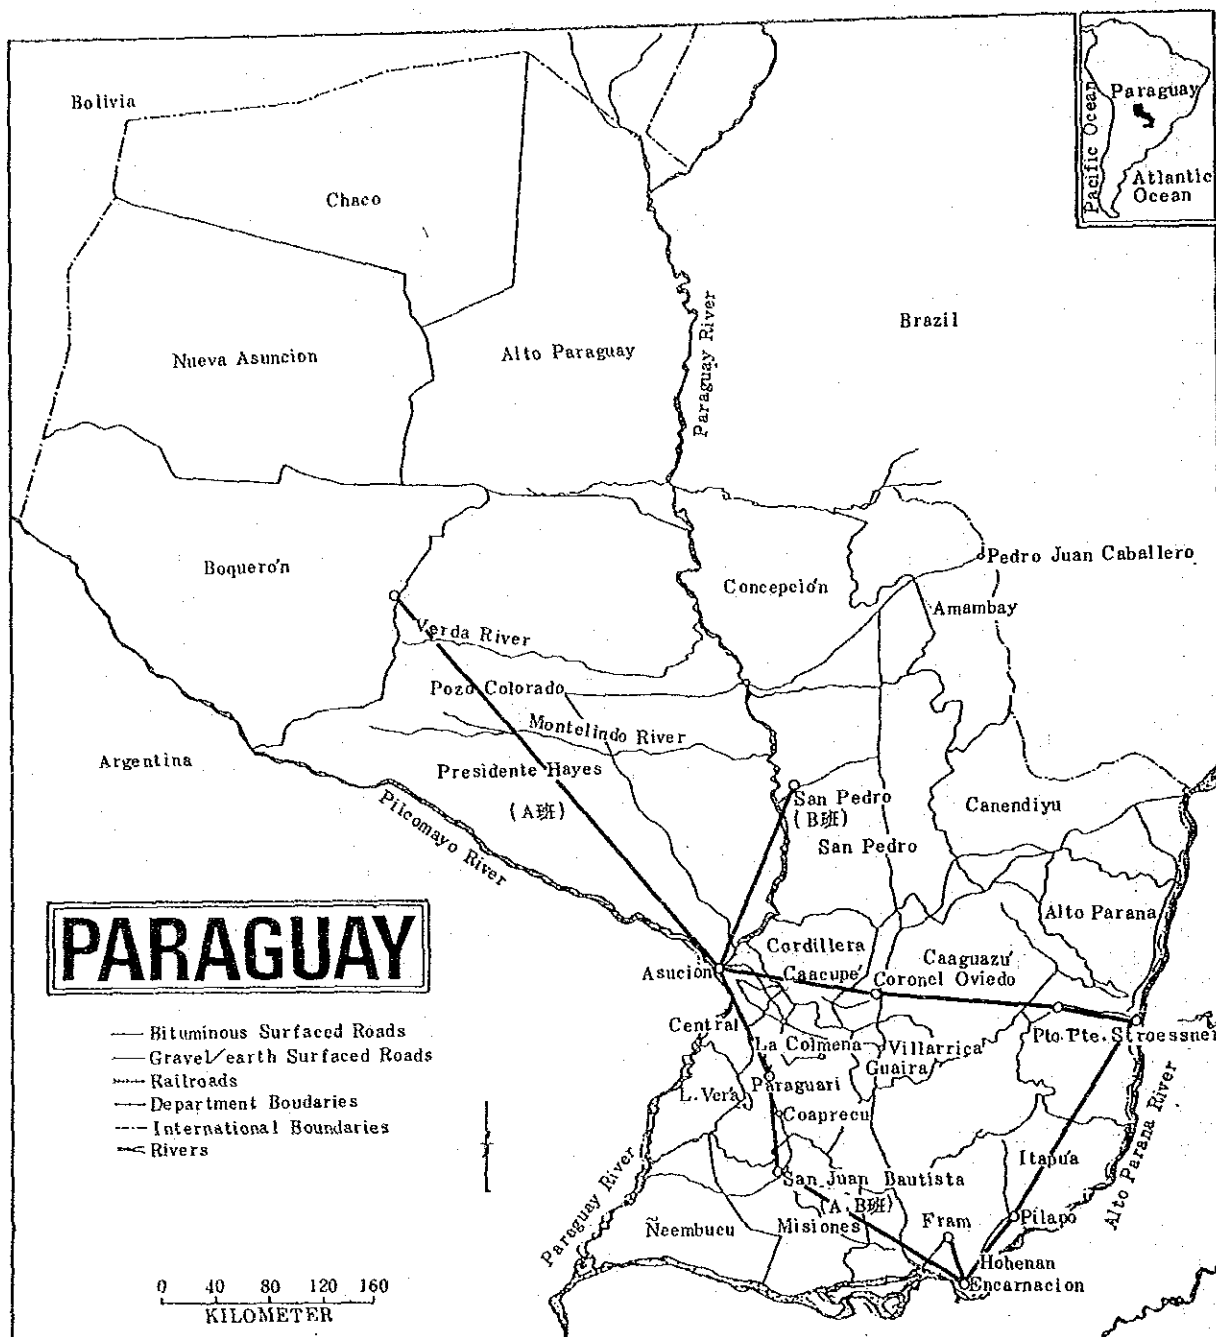 Bolivia
Chaco
Nueva Asuncion
Alto Paraguay
Paraguay River
Brazil
Pacific Ocean
Paraguay
Atlantic
Ocean
Boquero'n
Concepcio'n
Pedro Juan Caballero
Amambay
Verda River
Pozo Colorado
Montelindo River
Argentina
Presidente Hayes
(A班)
Pilcomayo River
San Pedro
(B班)
San Pedro
Canendiyu
Alto Parana
PARAGUAY
Cordillera
Caaguazu'
Asucion
Caacupe'
Coronel Oviedo
Central
La Colmena
Villarrica
Guaira
Pto. Pte. Stroessner
Paraguari
L. Vera'
Coaprecu
Itapu'a
Alto Parana River
San Juan Bautista
(A, B班)
Paraguay River
Ñeembucu
Misiones
Fram
Pilapo
Hohenan
Encarnacion
Bituminous Surfaced Roads
Gravel/earth Surfaced Roads
Railroads
Department Boudaries
International Boundaries
Rivers
0 40 80 120 160
KILOMETER